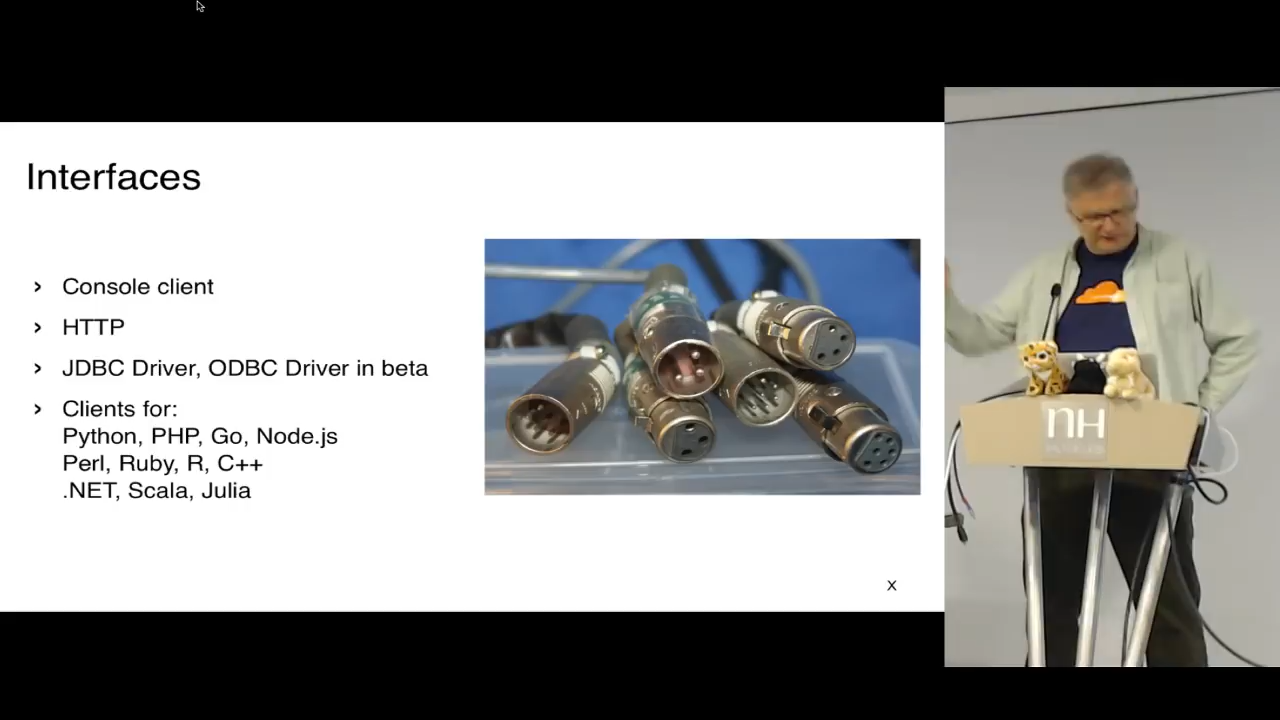 Interfaces
› Console client
› HTTP
› JDBC Driver, ODBC Driver in beta
› Clients for:
Python, PHP, Go, Node.js
Perl, Ruby, R, C++
.NET, Scala, Julia
x
nH